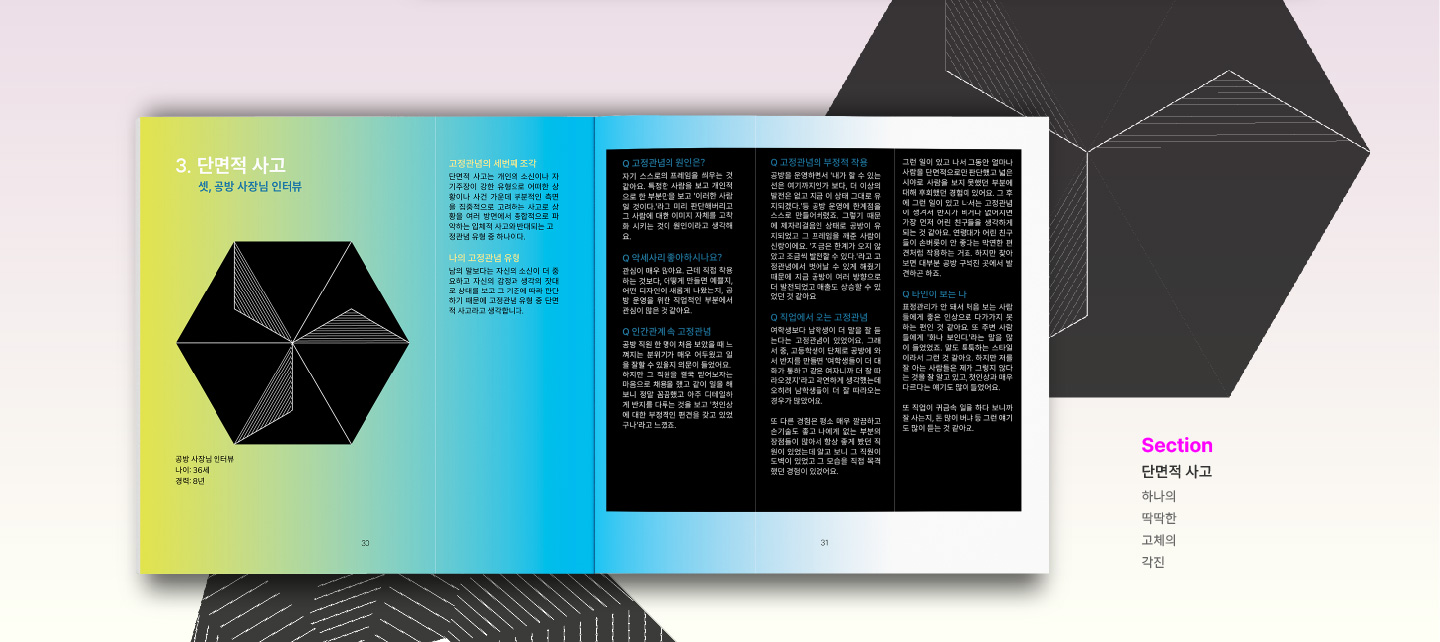 3. 단면적 사고
셋, 공방 사장님 인터뷰
공방 사장님 인터뷰
나이: 36세
경력: 8년
33
고정관념의 세번째 조각
단면적 사고는 개인의 소신이나 자
기주장이 강한 유형으로 어떠한 상
황이나 사건 가운데 부분적인 측면
을 집중적으로 고려하는 사고로 상
황을 여러 방면에서 종합적으로 파
악하는 입체적 사고와 반대되는 고
정관념 유형 중 하나이다.
나의 고정관념 유형
남의 말보다는 자신의 소신이 더 중
요하고 자신의 감정과 생각의 잣대
로 상대를 보고 그 기준에 따라 판단
하기 때문에 고정관념 유형 중 단면
적 사고라고 생각합니다.
Q 고정관념의 원인은?
자기 스스로의 프레임을 씌우는 것
같아요. 특정한 사람을 보고 개인적
으로 한 부분만을 보고 '이러한 사람
일 것이다.'라고 미리 판단해버리고
그 사람에 대한 이미지 자체를 고착
화 시키는 것이 원인이라고 생각해
요.
Q 악세사리 좋아하시나요?
관심이 매우 많아요. 근데 직접 착용
하는 것보다, 어떻게 만들면 예쁠지,
어떤 디자인이 새롭게 나왔는지, 공
방 운영을 위한 직업적인 부분에서
관심이 많은 것 같아요.
Q 인간관계 속 고정관념
공방 직원 한 명이 처음 보았을 때 느
껴지는 분위기가 매우 어두웠고 일
을 잘할 수 있을지 의문이 들었어요.
하지만 그 직원을 한번 믿어보자는
마음으로 채용을 했고 같이 일을 해
보니 정말 꼼꼼했고 아주 디테일하
게 반지를 다루는 것을 보고 '첫인상
에 대한 부정적인 편견을 갖고 있었
구나'라고 느꼈죠.
Q 고정관념의 부정적 작용
공방을 운영하면서 '내가 할 수 있는
선은 여기까지인가 보다, 더 이상의
발전은 없고 지금 이 상태 그대로 유
지되겠다.'등 공방 운영에 한계점을
스스로 만들어버렸죠. 그렇기 때문
에 제자리걸음인 상태로 공방이 유
지되었고 그 프레임을 깨준 사람이
신랑이에요. '지금은 한계가 오지 않
았고 조금씩 발전할 수 있다.'라고 고
정관념에서 벗어날 수 있게 해줬기
때문에 지금 공방이 여러 방향으로
더 발전되었고 매출도 상승할 수 있
었던 것 같아요
Q 직업에서 오는 고정관념
여학생보다 남학생이 더 말을 잘 듣
는다는 고정관념이 있었어요. 그래
서 중, 고등학생이 단체로 공방에 와
서 반지를 만들면 '여학생들이 더 대
화가 통하고 같은 여자니까 더 잘 따
라오겠지'라고 막연하게 생각했는데
오히려 남학생들이 더 잘 따라오는
경우가 많았어요.
또 다른 경험은 평소 매우 깔끔하고
손기술도 좋고 나에게 없는 부분의
장점들이 많아서 항상 좋게 봤던 직
원이 있었는데 알고 보니 그 직원이
도벽이 있었고 그 모습을 직접 목격
했던 경험이 있었어요.
그런 일이 있고 나서 그동안 얼마나
사람을 단면적으로만 판단했고 넓은
시야로 사람을 보지 못했던 부분에
대해 후회했던 경험이 있어요. 그 후
에 그런 일이 있고 나서는 고정관념
이 생겨서 반지가 비거나 없어지면
가장 먼저 어린 친구들을 생각하게
되는 것 같아요. 연령대가 어린 친구
들이 손버릇이 안 좋다는 막연한 편
견처럼 작용하는 거죠. 하지만 찾아
보면 대부분 공방 구석진 곳에서 발
견하곤 하죠.
Q 타인이 보는 나
표정관리가 안 돼서 처음 보는 사람
들에게 좋은 인상으로 다가가지 못
하는 편인 것 같아요. 또 주변 사람
들에게 '화나 보인다'라는 말을 많
이 들었었죠. 말도 툭툭하는 스타일
이라서 그런 것 같아요. 하지만 저를
잘 아는 사람들은 제가 그렇지 않다
는 것을 잘 알고 있고, 첫인상과 매우
다르다는 얘기도 많이 들었어요.
또 직업이 귀금속 일을 하다 보니까
잘 사는지, 돈 많이 버나 등 그런 얘기
도 많이 듣는 것 같아요.
31
Section
단면적 사고
하나의
딱딱한
고체의
각진